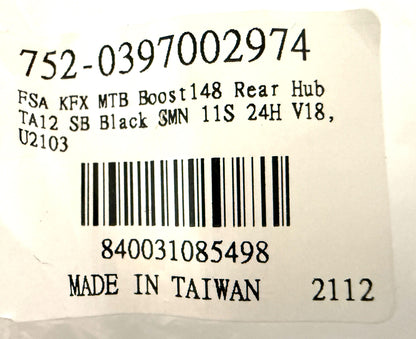 752-0397002974
FSA KFX MTB Boost148 Rear Hub
TA12 SB Black SMN 11S 24H V18,
U2103
840031085498
MADE IN TAIWAN 2112